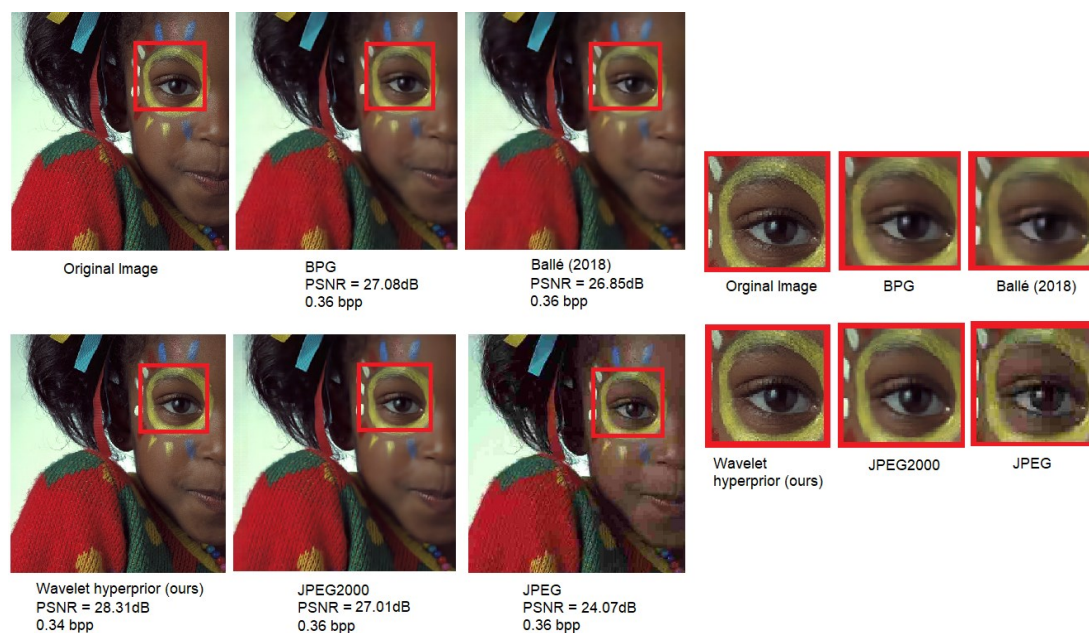 Original Image
BPG
PSNR = 27.08dB
0.36 bpp
Ballé (2018)
PSNR = 26.85dB
0.36 bpp
Orginal Image
BPG
Ballé (2018)
Wavelet hyperprior (ours)
PSNR = 28.31dB
0.34 bpp
JPEG2000
PSNR = 27.01dB
0.36 bpp
JPEG
PSNR = 24.07dB
0.36 bpp
Wavelet
hyperprior (ours)
JPEG2000
JPEG